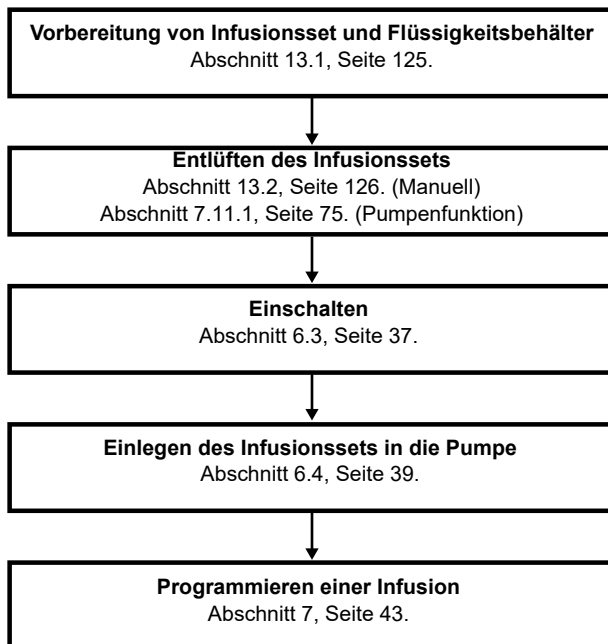 Vorbereitung von Infusionsset und Flüssigkeitsbehälter
Abschnitt 13.1, Seite 125.
Entlüften des Infusionssets
Abschnitt 13.2, Seite 126. (Manuell)
Abschnitt 7.11.1, Seite 75. (Pumpenfunktion)
Einschalten
Abschnitt 6.3, Seite 37.
Einlegen des Infusionssets in die Pumpe
Abschnitt 6.4, Seite 39.
Programmieren einer Infusion
Abschnitt 7, Seite 43.